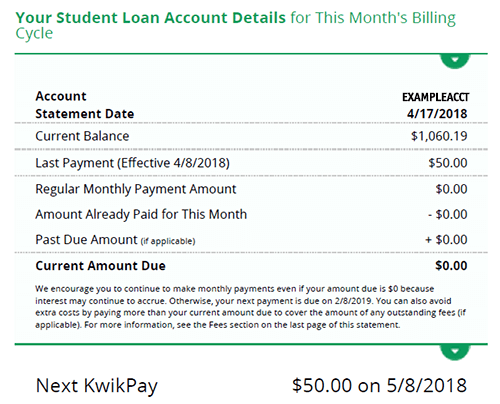 Your Student Loan Account Details for This Month's Billing
Cycle
Account EXAMPLEACCT
Statement Date 4/17/2018
Current Balance $1,060.19
Last Payment (Effective 4/8/2018) $50.00
Regular Monthly Payment Amount $0.00
Amount Already Paid for This Month - $0.00
Past Due Amount (if applicable) + $0.00
Current Amount Due $0.00
We encourage you to continue to make monthly payments even if your amount due is $0 because
interest may continue to accrue. Otherwise, your next payment is due on 2/8/2019. You can also avoid
extra costs by paying more than your current amount due to cover the amount of any outstanding fees (if
applicable). For more information, see the Fees section on the last page of this statement.
Next KwikPay $50.00 on 5/8/2018